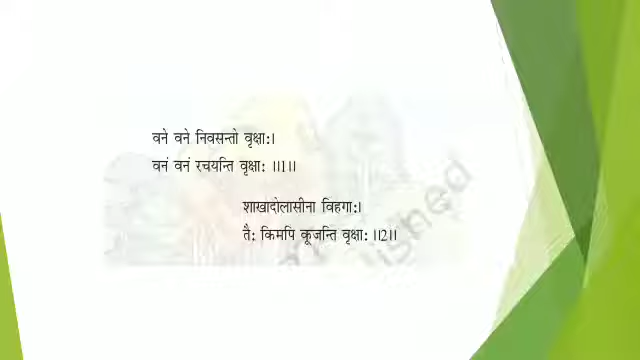 वने वने निवसन्तो वृक्षाः।
वनं वनं रचयन्ति वृक्षाः ।।1।।
शाखादोलासीना विहगाः।
तैः किमपि कूजन्ति वृक्षाः ।।2।।